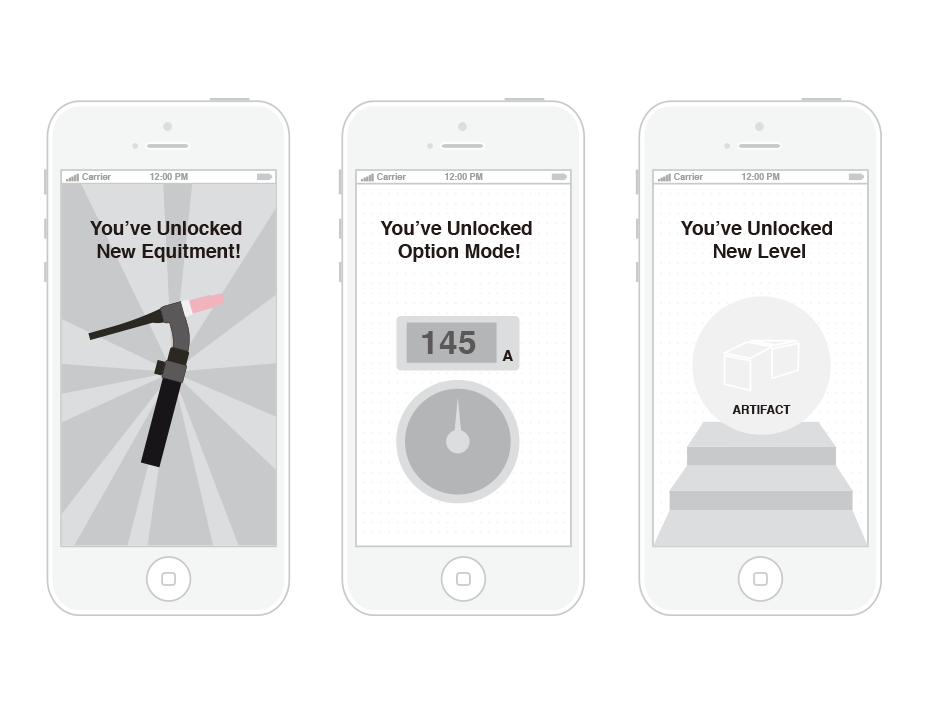 Carrier 12:00 PM
You’ve Unlocked
New Equitment!
Carrier 12:00 PM
You’ve Unlocked
Option Mode!
145
A
Carrier 12:00 PM
You’ve Unlocked
New Level
ARTIFACT